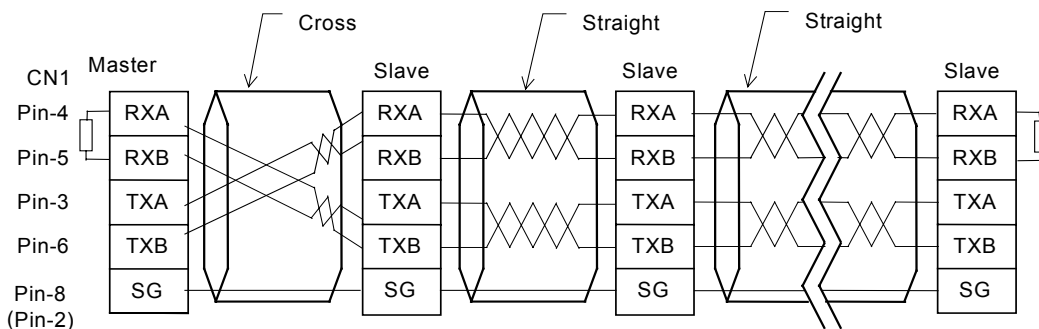 Cross
Straight
Straight
CN1 Master
Slave
Slave
Slave
Pin-4 RXA RXA RXA RXA
Pin-5 RXB RXB RXB RXB
Pin-3 TXA TXA TXA TXA
Pin-6 TXB TXB TXB TXB
Pin-8 SG SG SG SG
(Pin-2)